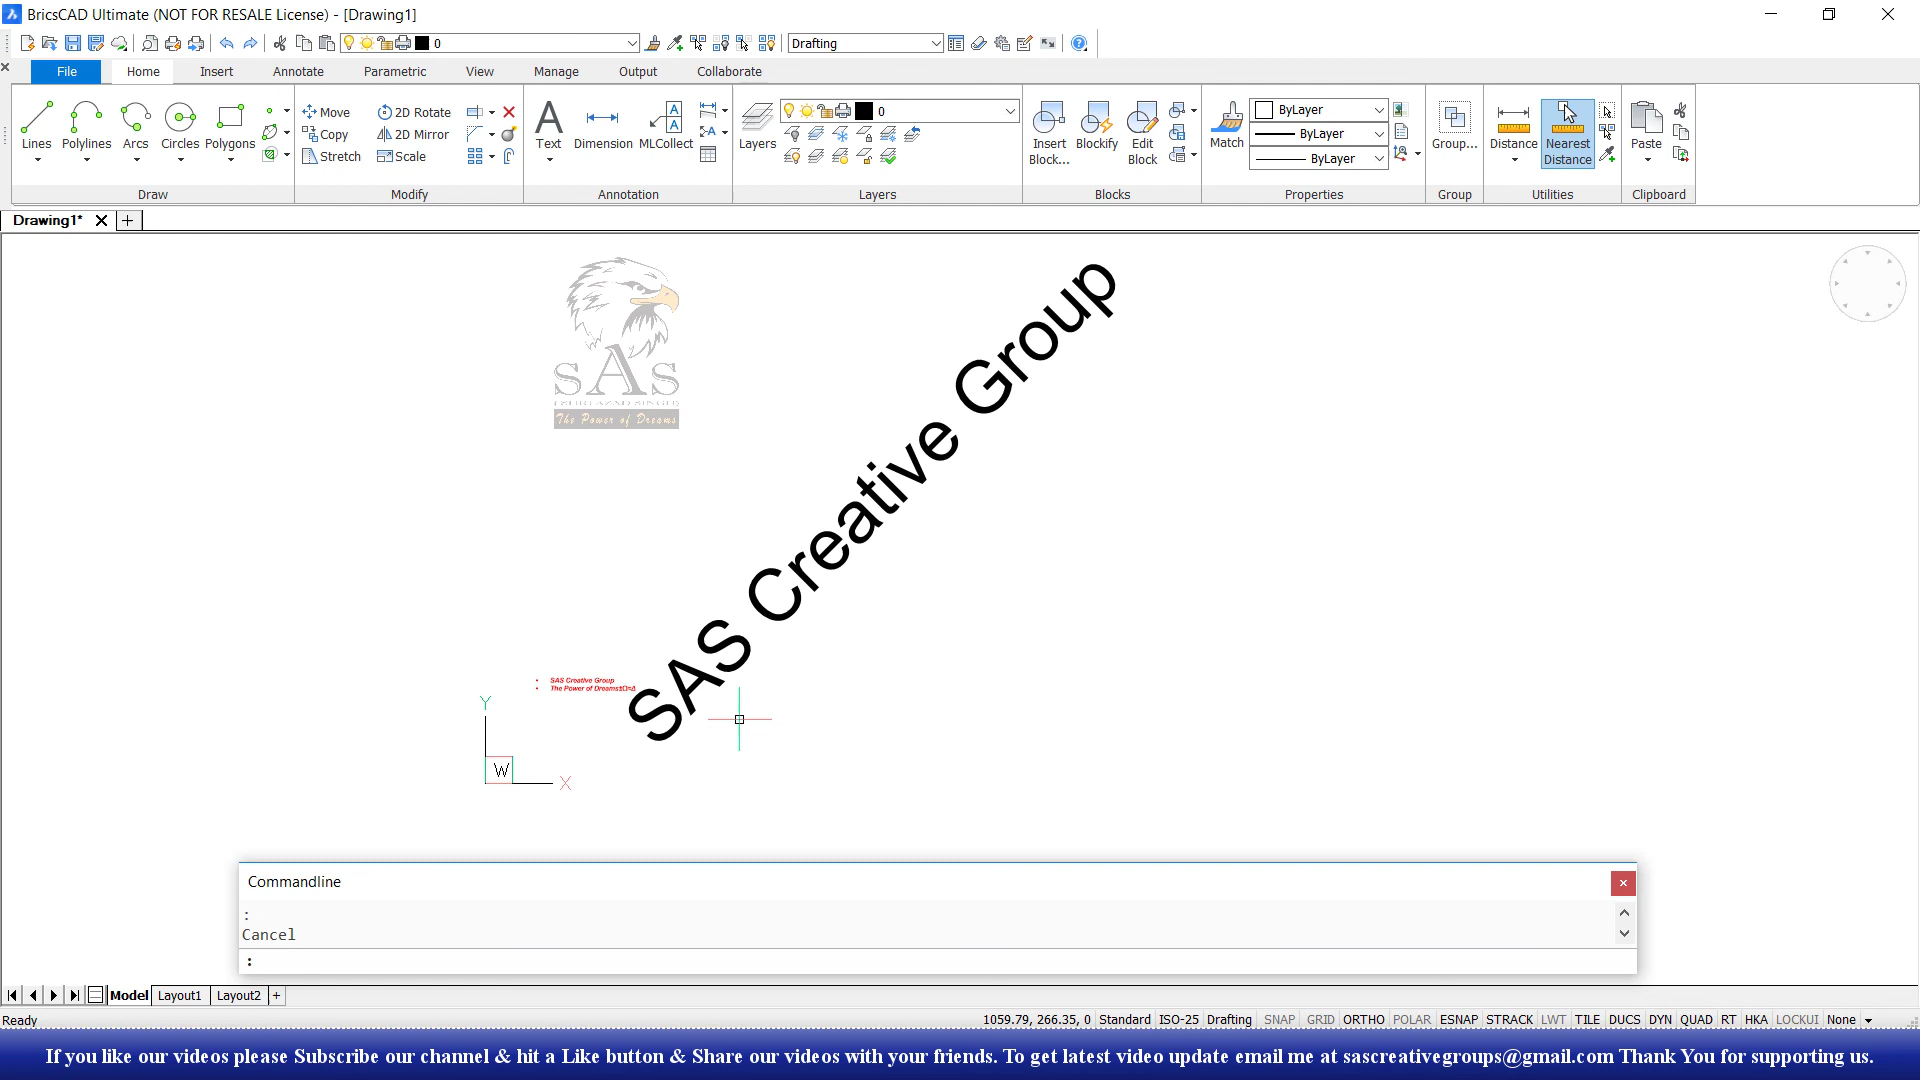 BricsCAD Ultimate (NOT FOR RESALE License) - [Drawing1]
0
Drafting
File Home Insert Annotate Parametric View Manage Output Collaborate
Lines Polylines Arcs Circles Polygons
Draw
Move 2D Rotate
Copy 2D Mirror
Stretch Scale
Modify
A
Text Dimension MLCollect
Annotation
Layers
0
Layers
Insert Block... Blockify Edit Block
Blocks
Match
ByLayer
ByLayer
ByLayer
Properties
Group...
Group
Distance Nearest Distance
Utilities
Paste
Clipboard
Drawing1*
SAS
The Power of Dreams
SAS Creative Group
• SAS Creative Group
• The Power of Dreams±Ω≈Δ
Y
W
X
Commandline
:
Cancel
:
Model Layout1 Layout2 +
Ready
1059.79, 266.35, 0 Standard ISO-25 Drafting SNAP GRID ORTHO POLAR ESNAP STRACK LWT TILE DUCS DYN QUAD RT HKA LOCKUI None
If you like our videos please Subscribe our channel & hit a Like button & Share our videos with your friends. To get latest video update email me at sascreativegroups@gmail.com Thank You for supporting us.